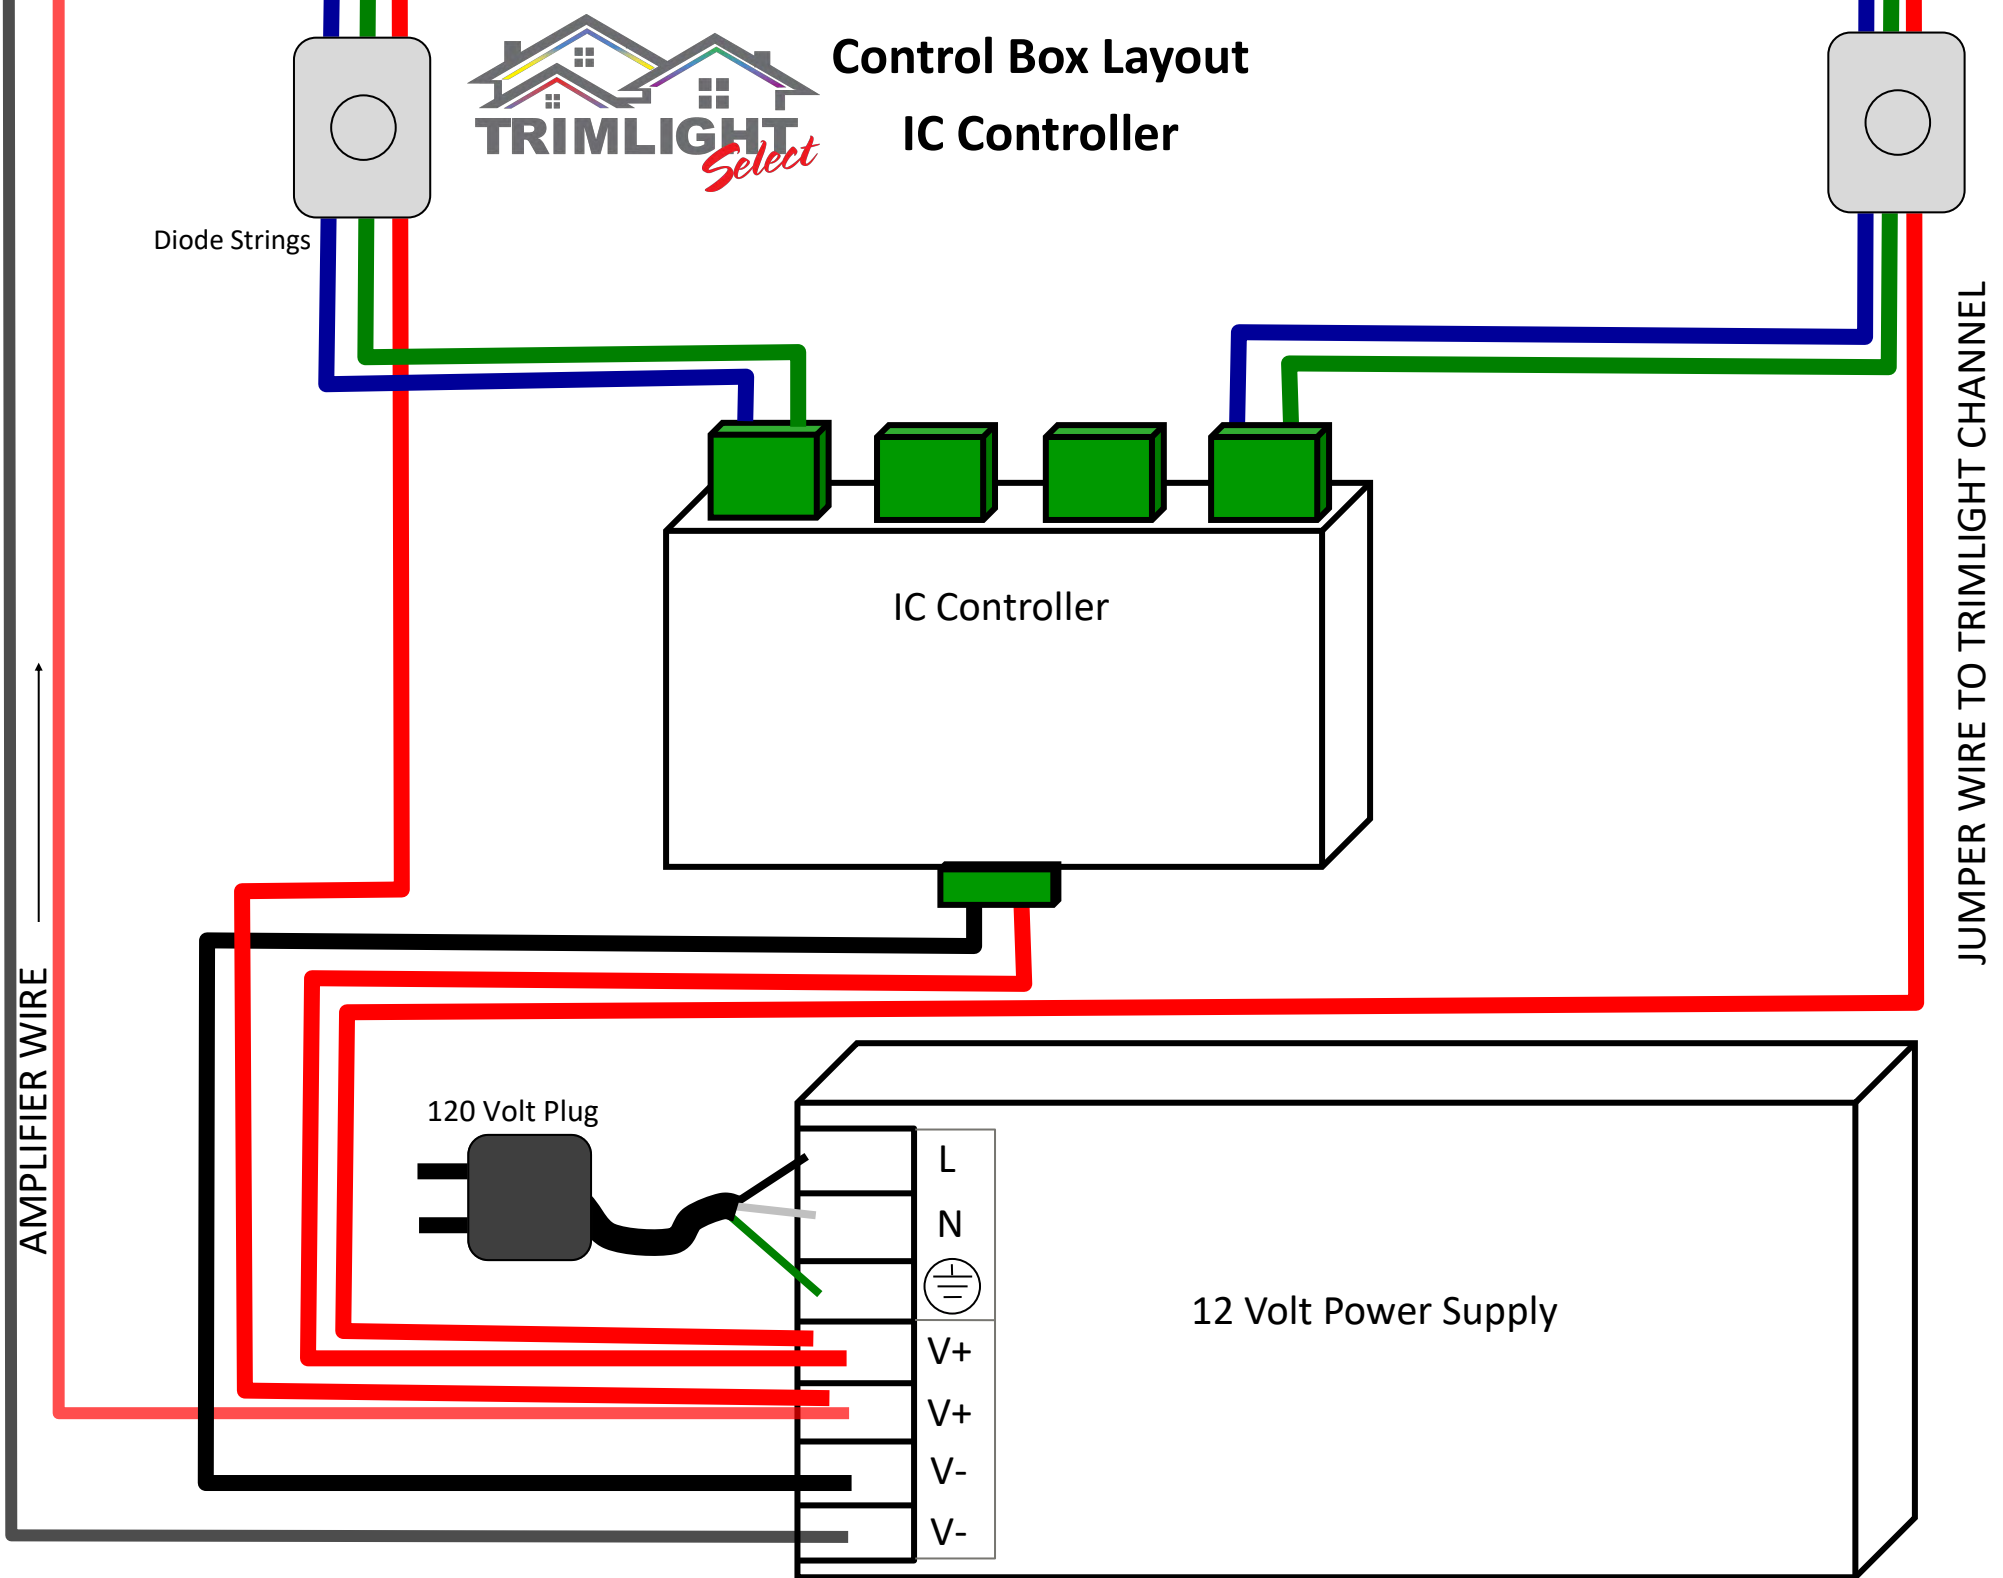 Control Box Layout
IC Controller
TRIMLIGHT
Select
Diode Strings
JUMPER WIRE TO TRIMLIGHT CHANNEL
IC Controller
AMPLIFIER WIRE
120 Volt Plug
L
N
12 Volt Power Supply
V+
V+
V-
V-